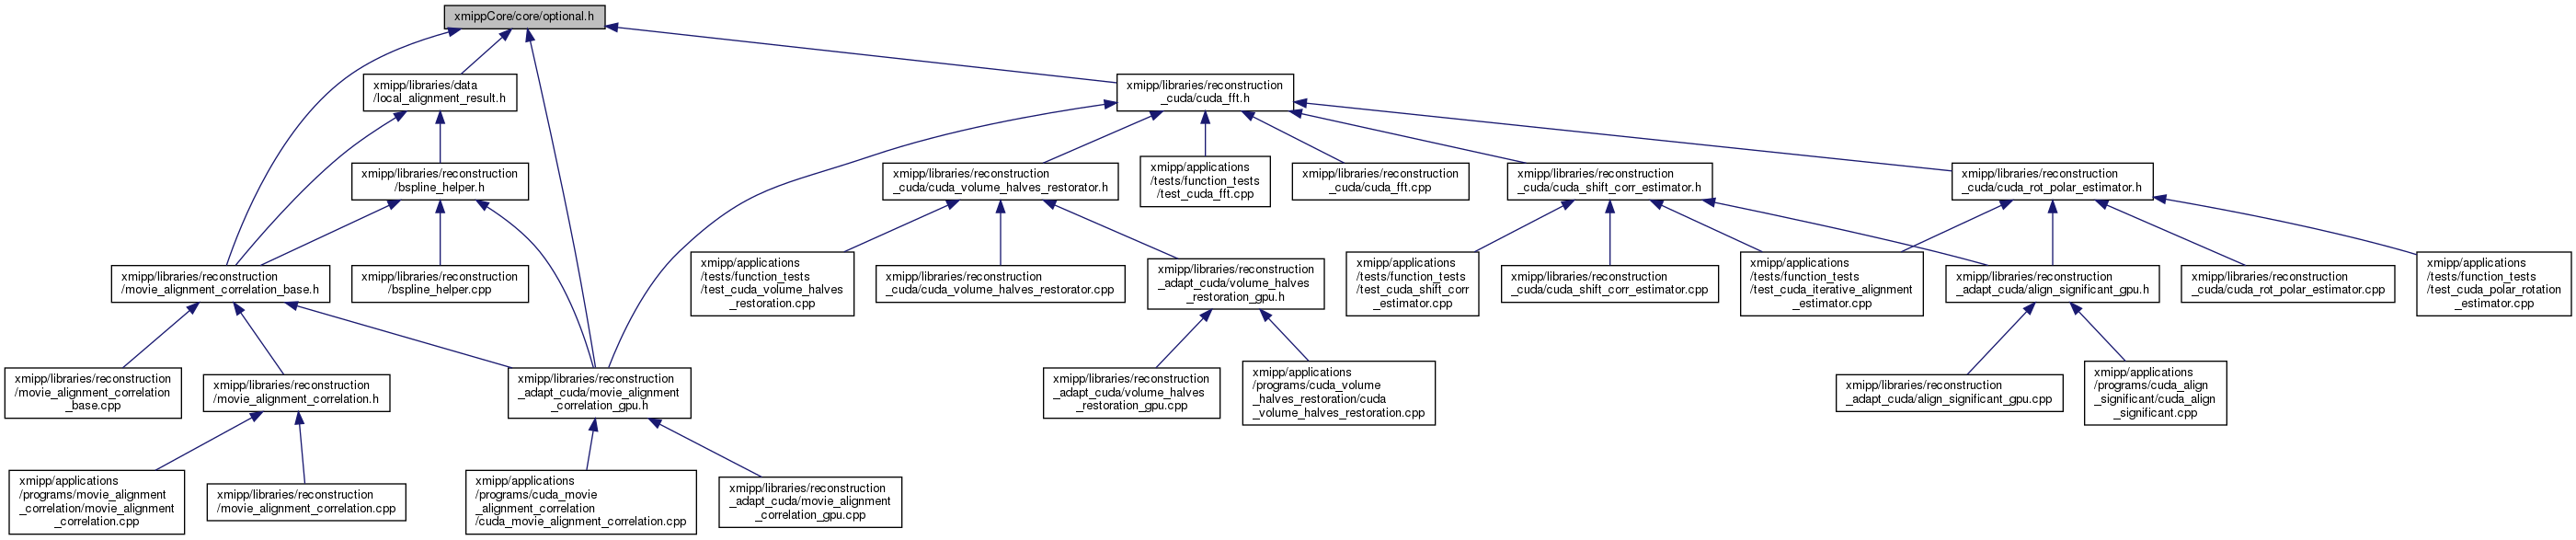 xmippCore/core/optional.h
xmipp/libraries/data
/local_alignment_result.h
xmipp/libraries/reconstruction
_cuda/cuda_fft.h
xmipp/libraries/reconstruction
/bspline_helper.h
xmipp/libraries/reconstruction
_cuda/cuda_volume_halves_restorator.h
xmipp/applications
/tests/function_tests
/test_cuda_fft.cpp
xmipp/libraries/reconstruction
_cuda/cuda_fft.cpp
xmipp/libraries/reconstruction
_cuda/cuda_shift_corr_estimator.h
xmipp/libraries/reconstruction
_cuda/cuda_rot_polar_estimator.h
xmipp/libraries/reconstruction
/movie_alignment_correlation_base.h
xmipp/libraries/reconstruction
/bspline_helper.cpp
xmipp/applications
/tests/function_tests
/test_cuda_volume_halves
_restoration.cpp
xmipp/libraries/reconstruction
_cuda/cuda_volume_halves_restorator.cpp
xmipp/libraries/reconstruction
_adapt_cuda/volume_halves
_restoration_gpu.h
xmipp/applications
/tests/function_tests
/test_cuda_shift_corr
_estimator.cpp
xmipp/libraries/reconstruction
_cuda/cuda_shift_corr_estimator.cpp
xmipp/applications
/tests/function_tests
/test_cuda_iterative_alignment
_estimator.cpp
xmipp/libraries/reconstruction
_adapt_cuda/align_significant_gpu.h
xmipp/libraries/reconstruction
_cuda/cuda_rot_polar_estimator.cpp
xmipp/applications
/tests/function_tests
/test_cuda_polar_rotation
_estimator.cpp
xmipp/libraries/reconstruction
/movie_alignment_correlation
_base.cpp
xmipp/libraries/reconstruction
/movie_alignment_correlation.h
xmipp/libraries/reconstruction
_adapt_cuda/movie_alignment
_correlation_gpu.h
xmipp/libraries/reconstruction
_adapt_cuda/volume_halves
_restoration_gpu.cpp
xmipp/applications
/programs/cuda_volume
_halves_restoration/cuda
_volume_halves_restoration.cpp
xmipp/libraries/reconstruction
_adapt_cuda/align_significant_gpu.cpp
xmipp/applications
/programs/cuda_align
_significant/cuda_align
_significant.cpp
xmipp/applications
/programs/movie_alignment
_correlation/movie_alignment
_correlation.cpp
xmipp/libraries/reconstruction
/movie_alignment_correlation.cpp
xmipp/applications
/programs/cuda_movie
_alignment_correlation
/cuda_movie_alignment_correlation.cpp
xmipp/libraries/reconstruction
_adapt_cuda/movie_alignment
_correlation_gpu.cpp